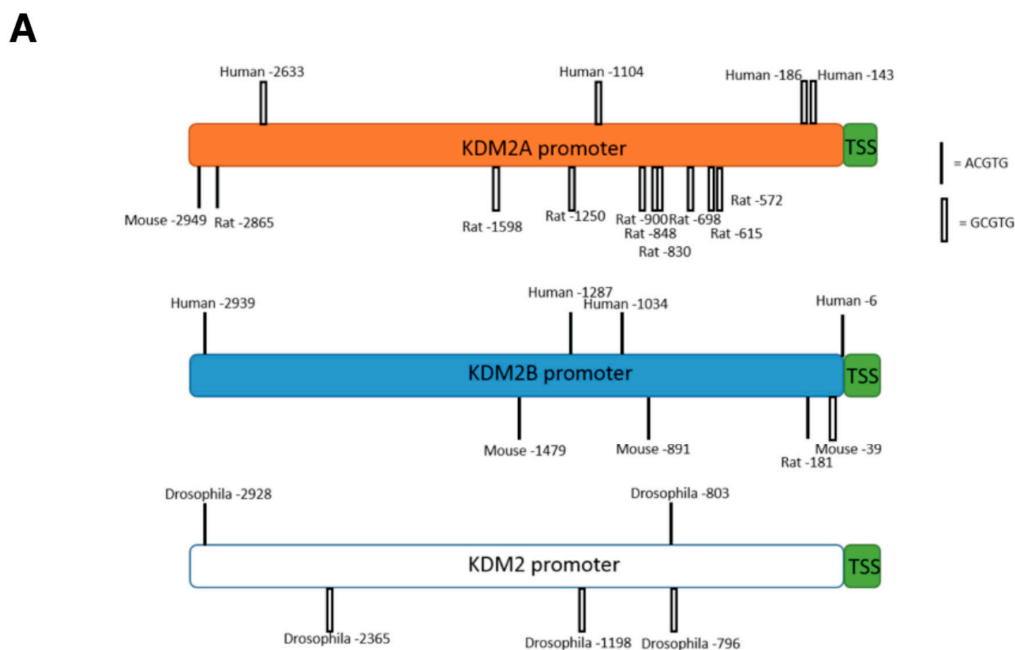 A
Human -2633
Human -1104
Human -186
Human -143
KDM2A promoter
TSS
= ACGTG
Mouse -2949
Rat -2865
Rat -1598
Rat -1250
Rat -900
Rat -698
Rat -572
Rat -848
Rat -615
Rat -830
= GCGTG
Human -2939
Human -1287
Human -1034
Human -6
KDM2B promoter
TSS
Mouse -1479
Mouse -891
Mouse -39
Rat -181
Drosophila -2928
Drosophila -803
KDM2 promoter
TSS
Drosophila -2365
Drosophila -1198
Drosophila -796